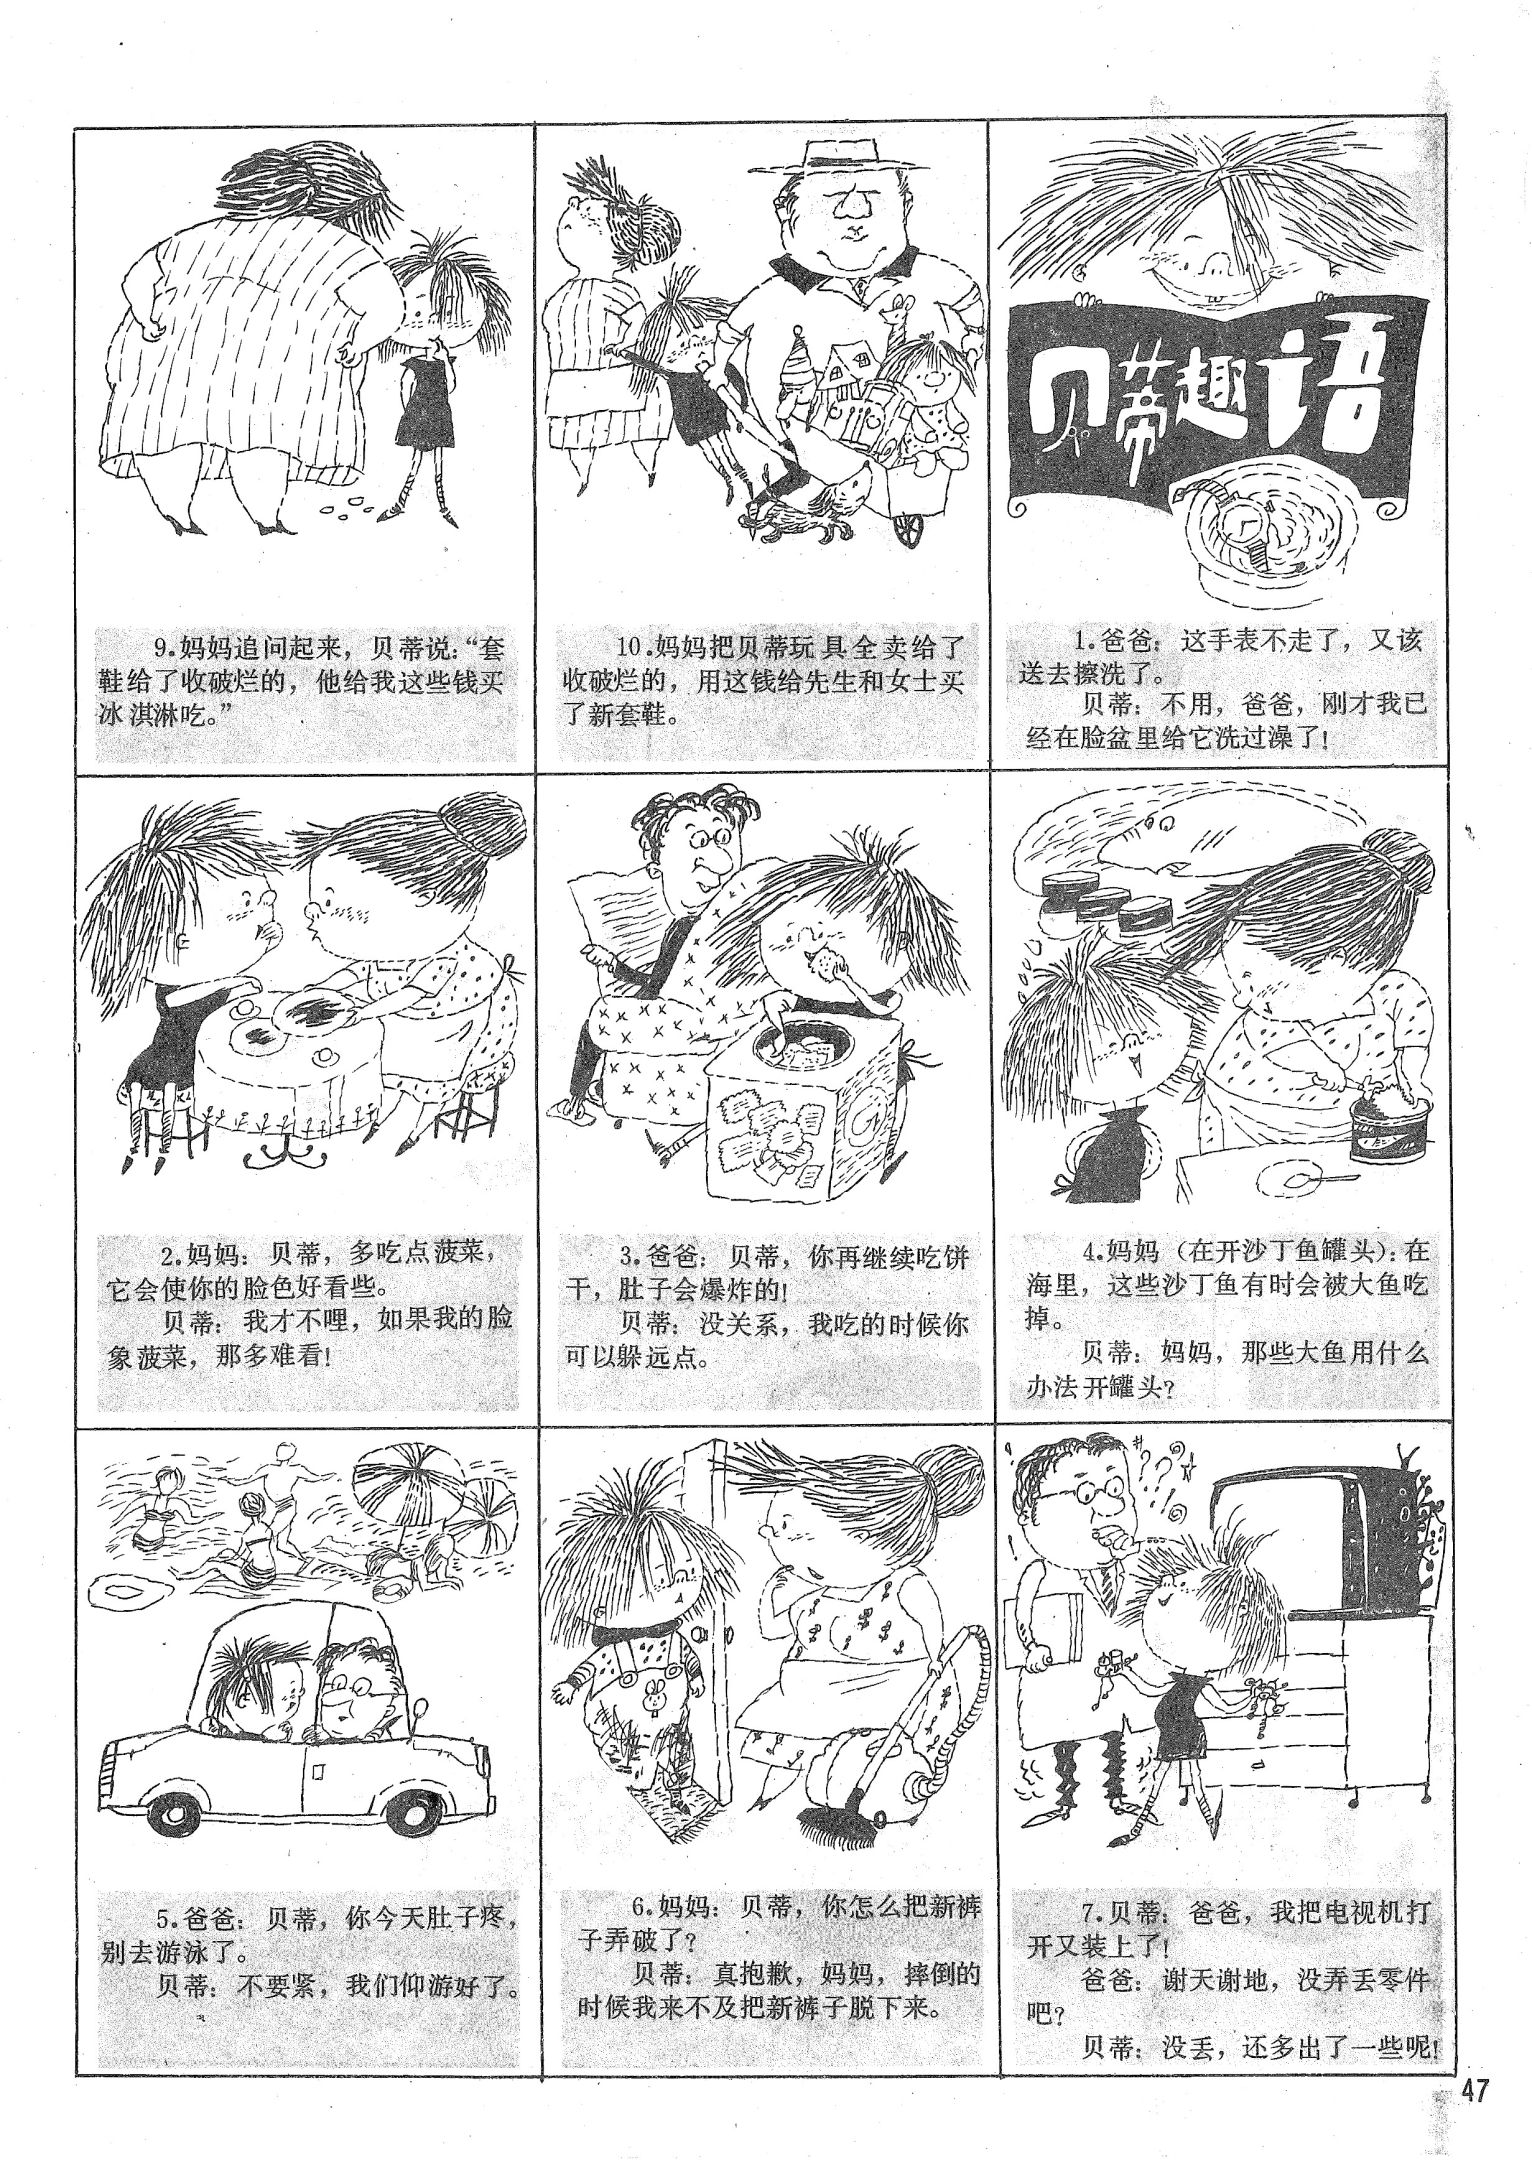 9.妈妈追问起来，贝蒂说：“套
鞋给了收破烂的，他给我这些钱买
冰淇淋吃。”
10.妈妈把贝蒂玩具全卖给了
收破烂的，用这钱给先生和女士买
了新套鞋。
贝蒂趣语
1.爸爸：这手表不走了，又该
送去擦洗了。
贝蒂：不用，爸爸，刚才我已
经在脸盆里给它洗过澡了！
2.妈妈：贝蒂，多吃点菠菜，
它会使你的脸色好看些。
贝蒂：我才不哩，如果我的脸
象菠菜，那多难看！
3.爸爸：贝蒂，你再继续吃饼
干，肚子会爆炸的！
贝蒂：没关系，我吃的时候你
可以躲远点。
4.妈妈（在开沙丁鱼罐头）：在
海里，这些沙丁鱼有时会被大鱼吃
掉。
贝蒂：妈妈，那些大鱼用什么
办法开罐头？
5.爸爸：贝蒂，你今天肚子疼，
别去游泳了。
贝蒂：不要紧，我们仰游好了。
6.妈妈：贝蒂，你怎么把新裤
子弄破了？
贝蒂：真抱歉，妈妈，摔倒的
时候我来不及把新裤子脱下来。
7.贝蒂：爸爸，我把电视机打
开又装上了！
爸爸：谢天谢地，没弄丢零件
吧？
贝蒂：没丢，还多出了一些呢！
47